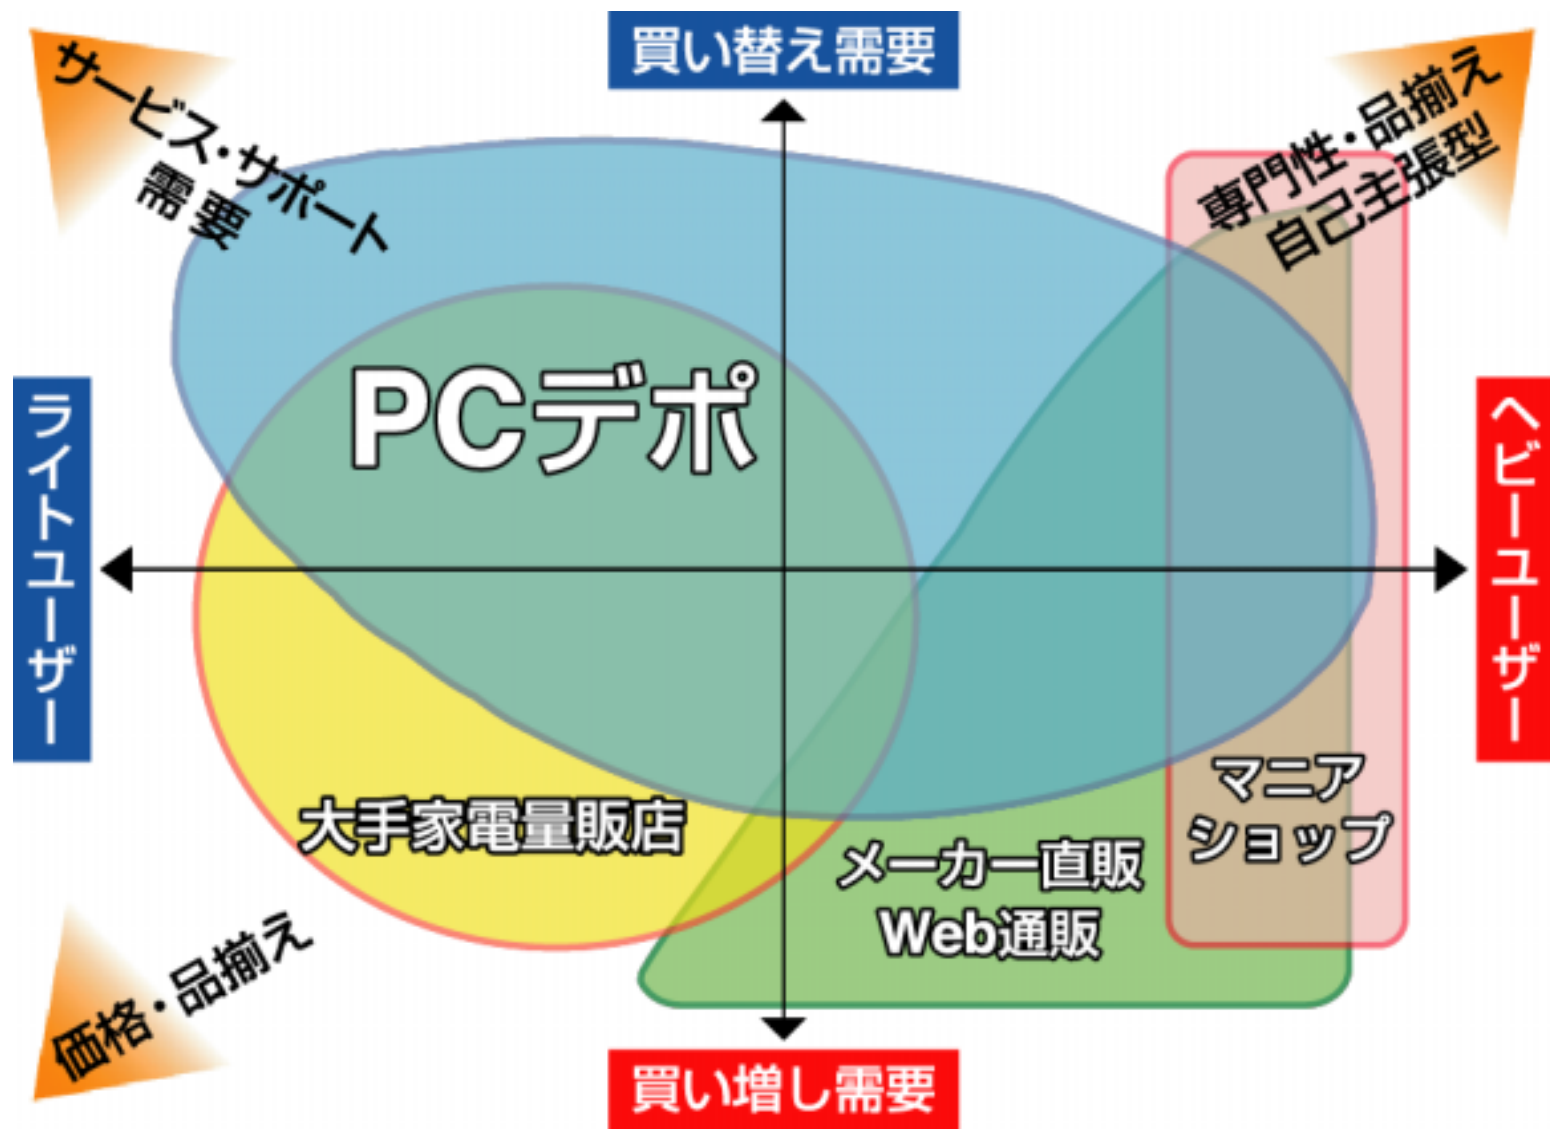 買い替え需要
サービス・サポート
需要
専門性・品揃え
自己主張型
PCデポ
ライトユーザー
ヘビーユーザー
大手家電量販店
マニア
ショップ
メーカー直販
Web通販
価格・品揃え
買い増し需要